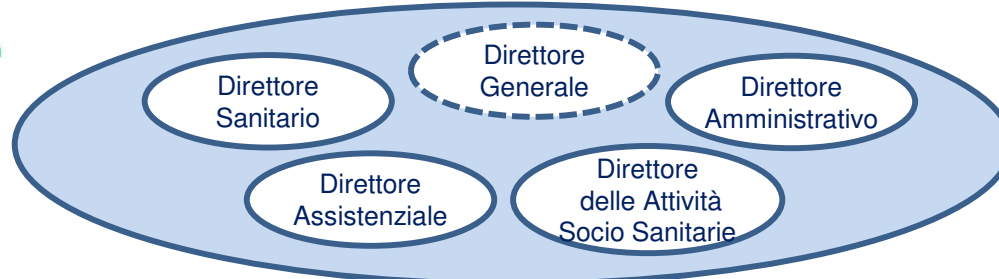 Direttore
Generale
Direttore
Sanitario
Direttore
Amministrativo
Direttore
Assistenziale
Direttore
delle Attività
Socio Sanitarie